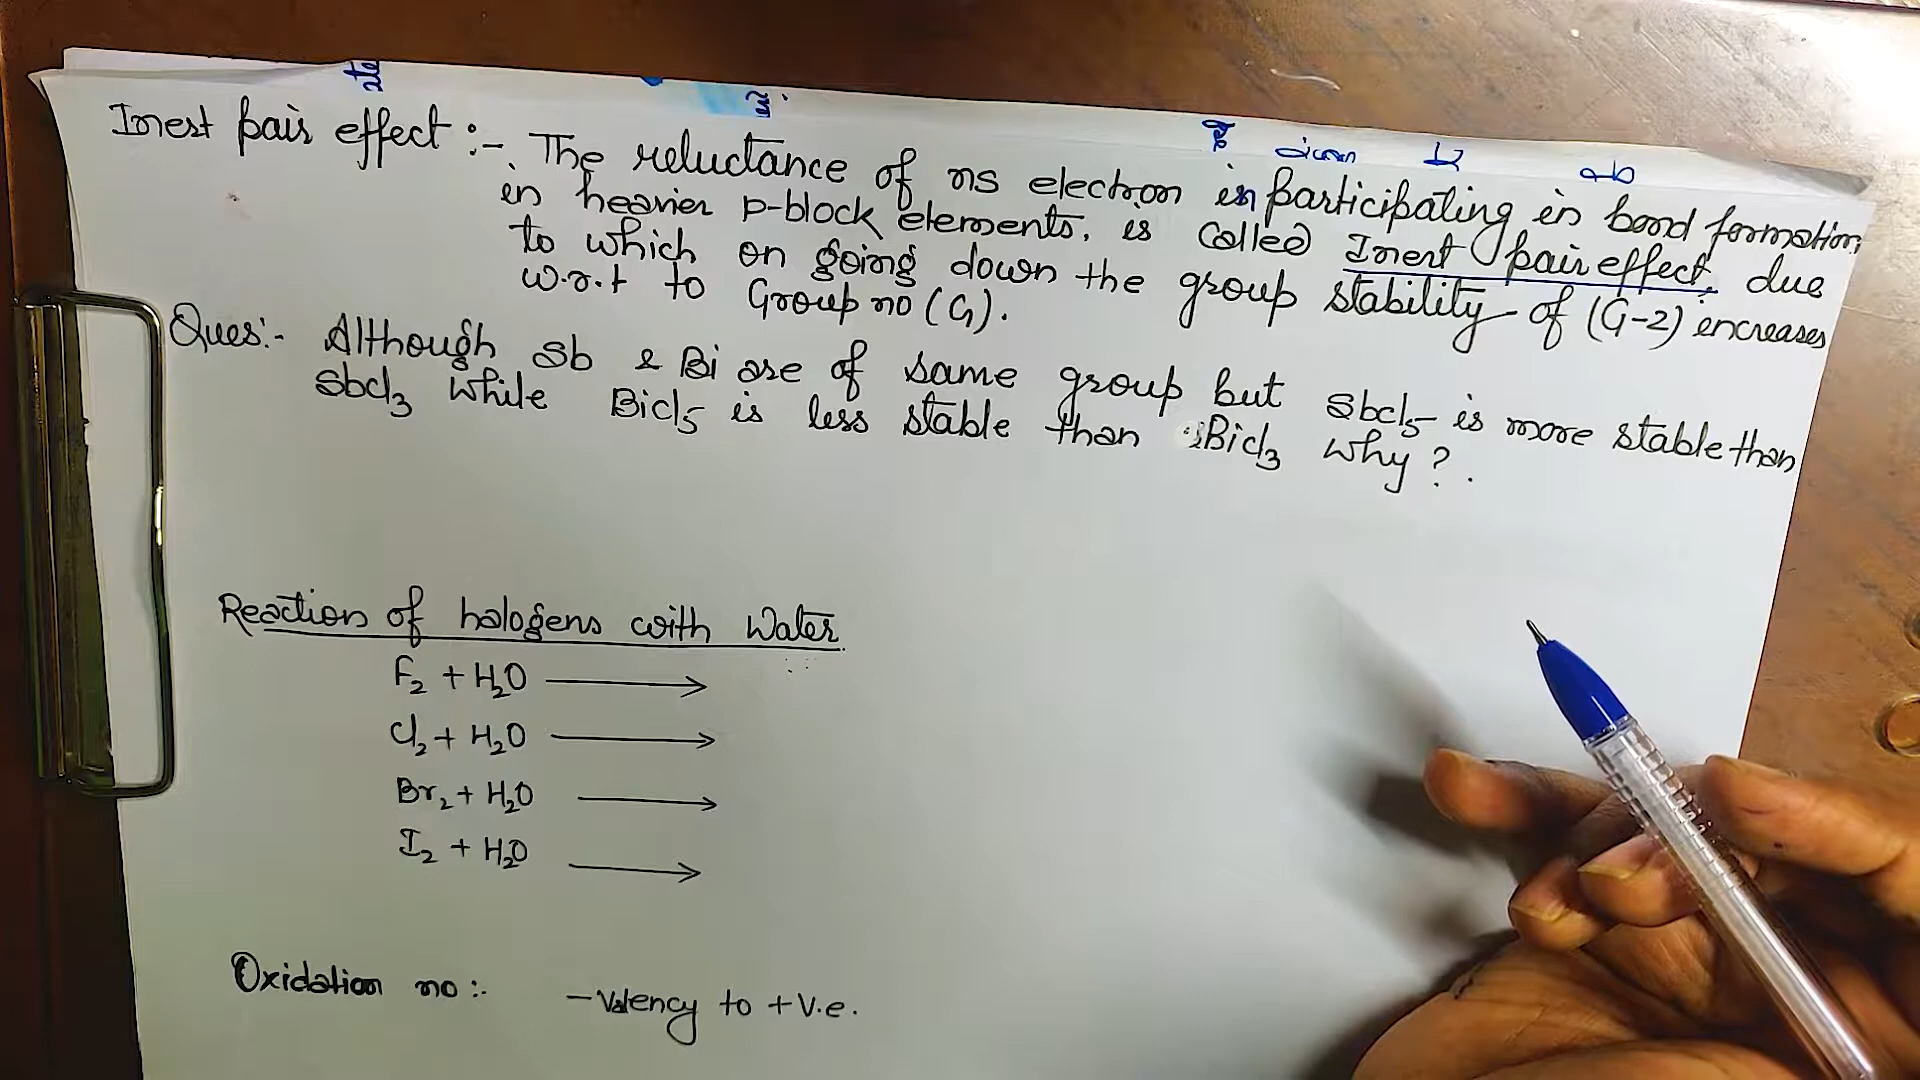 Inert pair effect :- The reluctance of ns electron in participating in bond formation
in heavier p-block elements, is called Inert pair effect, due
to which on going down the group stability of (G-2) increases
w.r.t to Group no (G).
Ques:- Although Sb & Bi are of same group but SbCl5 is more stable than
SbCl3 while BiCl5 is less stable than BiCl3 why?.
Reaction of halogens with Water
F2 + H2O ⟶
Cl2 + H2O ⟶
Br2 + H2O ⟶
I2 + H2O ⟶
Oxidation no :- - Valency to + V.e.